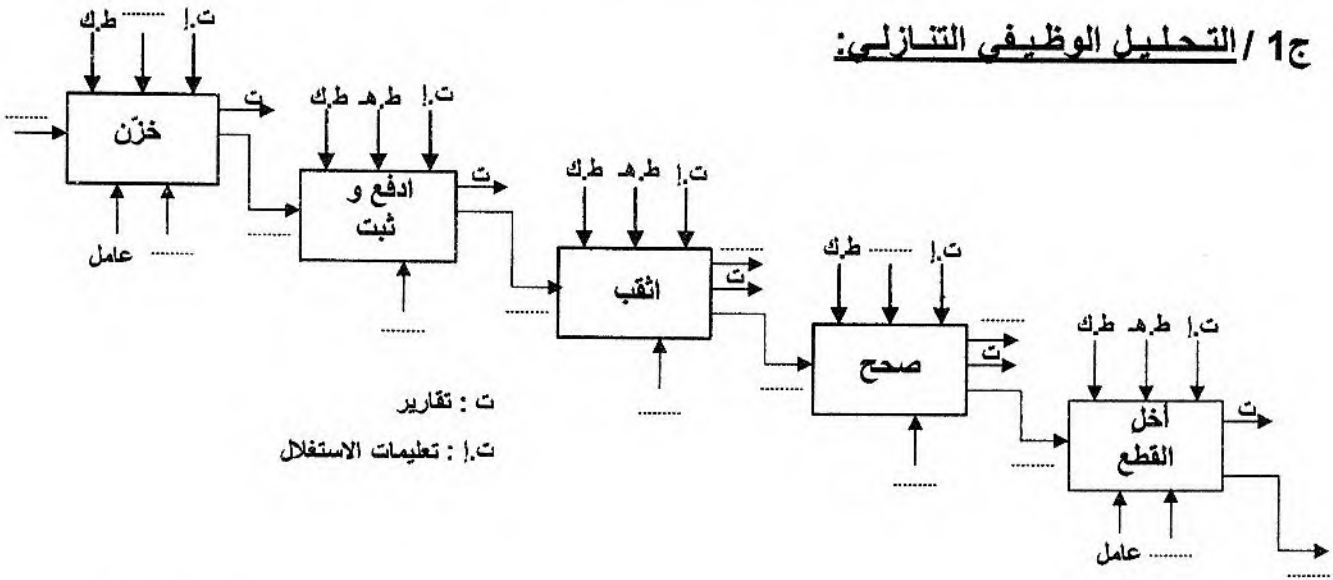 ج1 / التحليل الوظيفي التنازلي:
ط.ك ........ ت.إ
........
خزّن
ت
عامل ........
........
ط.ك ط.هـ ت.إ
ادفع و
ثبت
ت
........
........
ط.ك ط.هـ ت.إ
اثقب
........
ت
........
........
ط.ك ........ ت.إ
صحح
........
ت
........
........
ط.ك ط.هـ ت.إ
أخل
القطع
ت
عامل ........
........
ت : تقارير
ت.إ : تعليمات الاستغلال